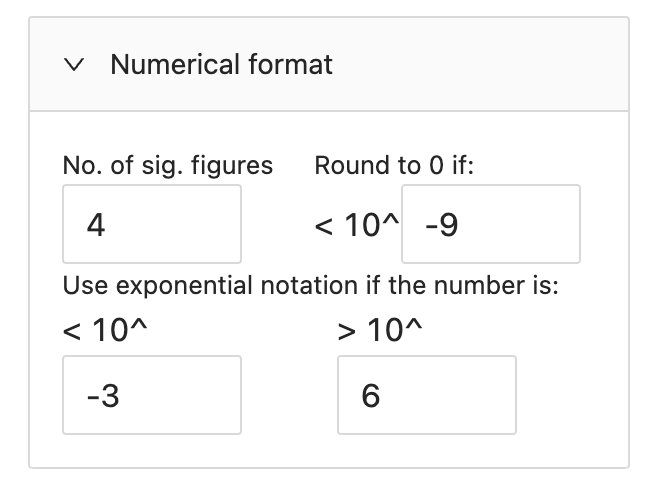 Numerical format
No. of sig. figures Round to 0 if:
4 < 10^ -9
Use exponential notation if the number is:
< 10^ > 10^
-3 6